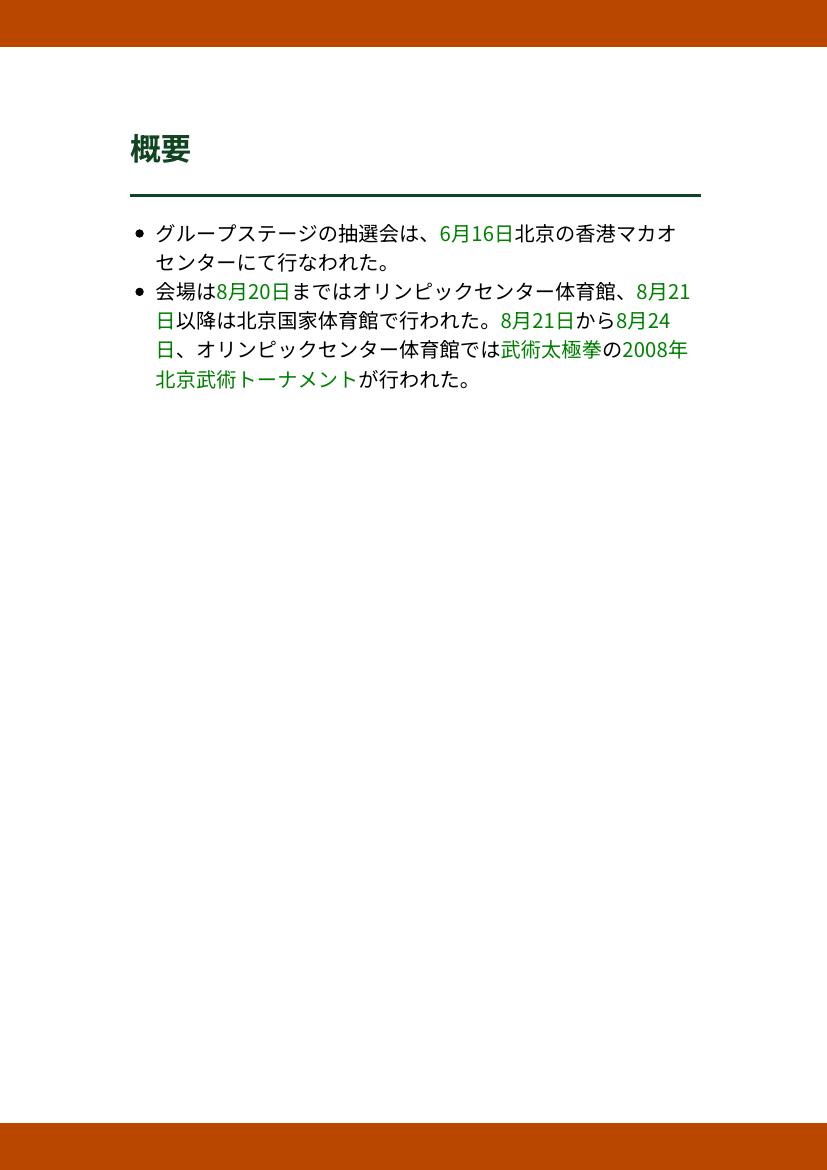 概要
• グループステージの抽選会は、6月16日北京の香港マカオ
センターにて行なわれた。
• 会場は8月20日まではオリンピックセンター体育館、8月21
日以降は北京国家体育館で行われた。8月21日から8月24
日、オリンピックセンター体育館では武術太極拳の2008年
北京武術トーナメントが行われた。